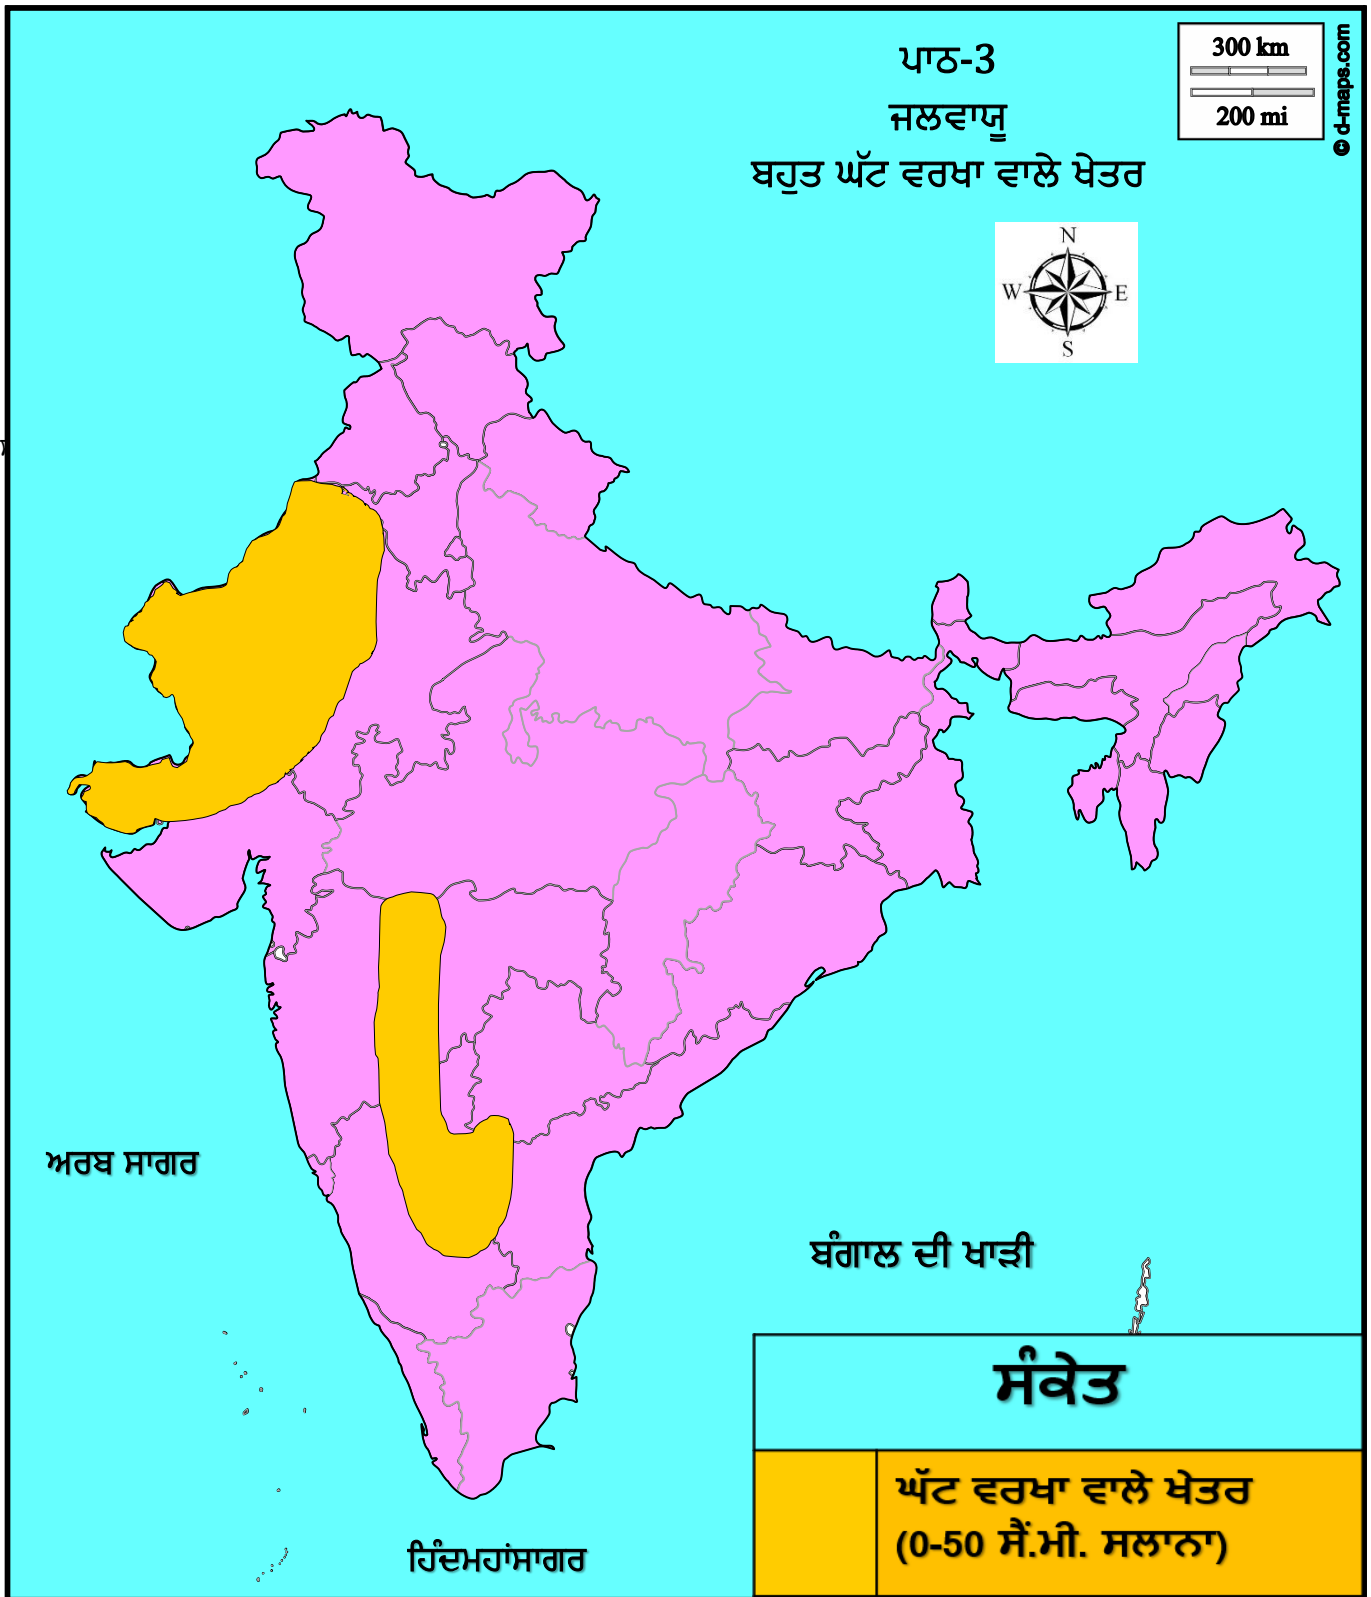 ਪਾਠ-3
ਜਲਵਾਯੂ
ਬਹੁਤ ਘੱਟ ਵਰਖਾ ਵਾਲੇ ਖੇਤਰ
300 km
200 mi
© d-maps.com
N
W E
S
ਅਰਬ ਸਾਗਰ
ਬੰਗਾਲ ਦੀ ਖਾੜੀ
ਹਿੰਦਮਹਾਂਸਾਗਰ
ਸੰਕੇਤ
ਘੱਟ ਵਰਖਾ ਵਾਲੇ ਖੇਤਰ
(0-50 ਸੈਂ.ਮੀ. ਸਲਾਨਾ)